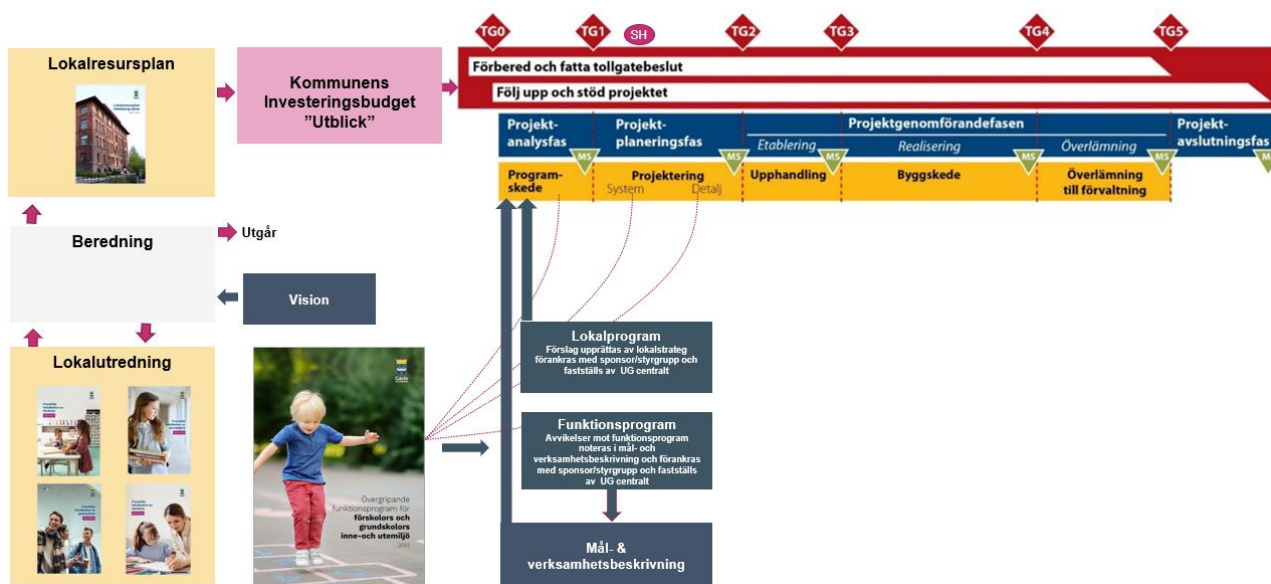 TG0
TG1
SH
TG2
TG3
TG4
TG5
Lokalresursplan
Kommunens
Investeringsbudget
”Utblick”
Förbered och fatta tollgatebeslut
Följ upp och stöd projektet
Projekt-
analysfas
Projekt-
planeringsfas
Projektgenomförandefasen
Etablering
Realisering
Överlämning
Projekt-
avslutningsfas
MS
MS
MS
MS
MS
Program-
skede
Projektering
System
Detalj
Upphandling
Byggskede
Överlämning
till förvaltning
Beredning
Utgår
Vision
Lokalutredning
Övergripande
funktionsprogram för
förskolors och
grundskolors
inne-och utemiljö
Lokalprogram
Förslag upprättas av lokalstrateg
förankras med sponsor/styrgrupp och
fastställs av UG centralt
Funktionsprogram
Avvikelser mot funktionsprogram
noteras i mål- och
verksamhetsbeskrivning och förankras
med sponsor/styrgrupp och fastställs
av UG centralt
Mål- &
verksamhetsbeskrivning